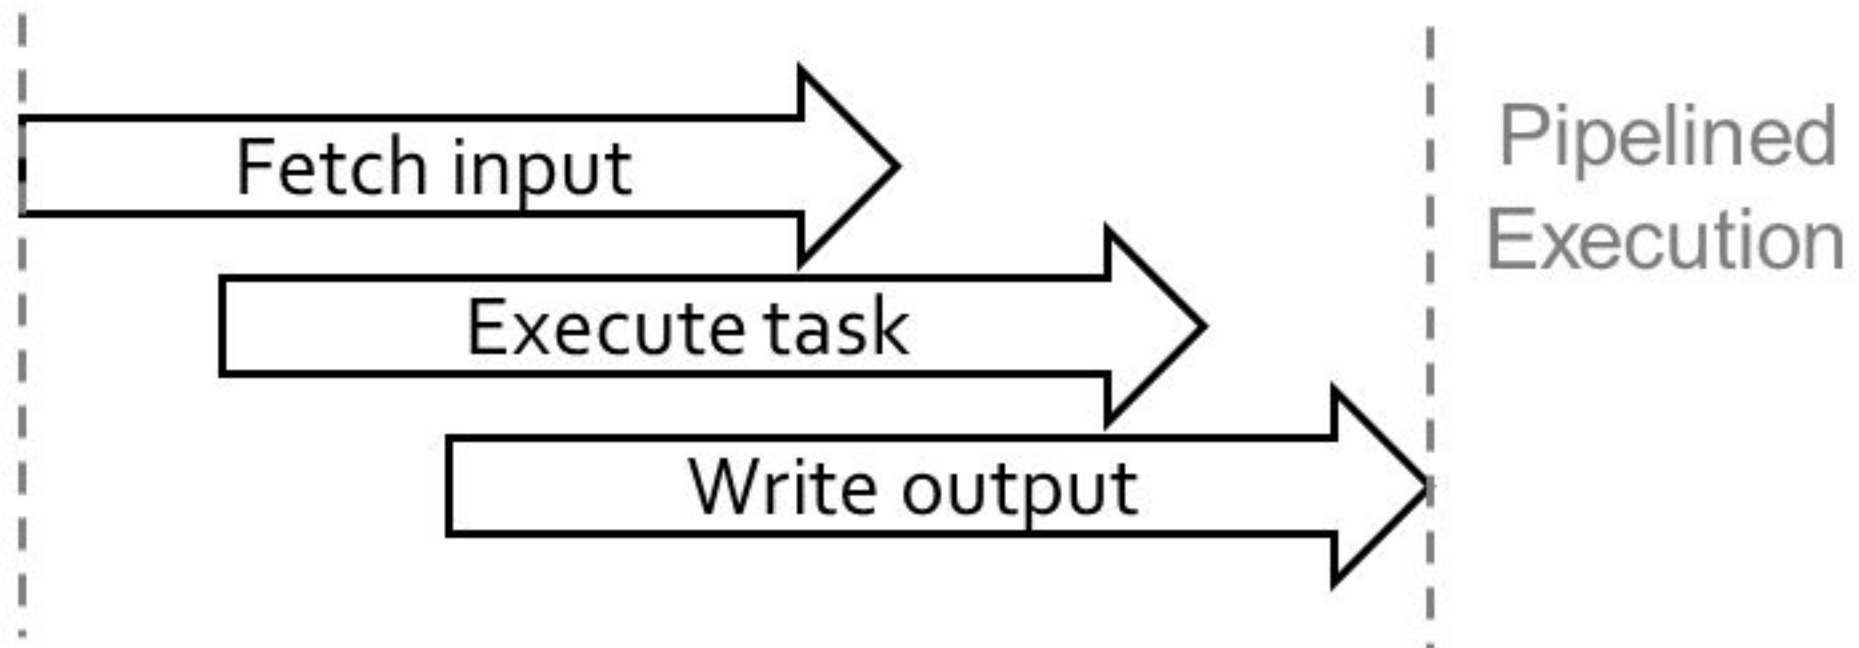 Fetch input
Execute task
Write output
Pipelined
Execution